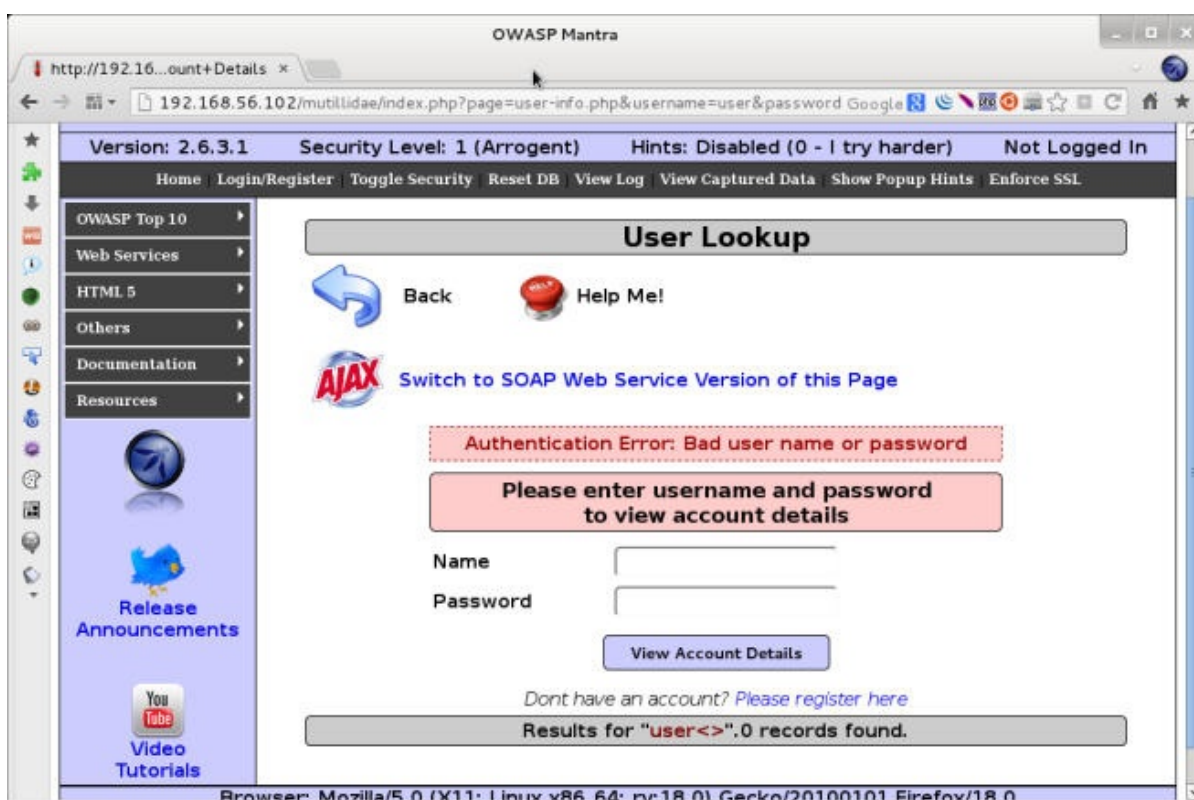 OWASP Mantra
http://192.16...ount+Details ×
192.168.56.102/mutillidae/index.php?page=user-info.php&username=user&password Google
Version: 2.6.3.1 Security Level: 1 (Arrogent) Hints: Disabled (0 - I try harder) Not Logged In
Home Login/Register Toggle Security Reset DB View Log View Captured Data Show Popup Hints Enforce SSL
OWASP Top 10
Web Services
HTML 5
Others
Documentation
Resources
Release
Announcements
You
Tube
Video
Tutorials
User Lookup
Back
HELP
Help Me!
AJAX
Switch to SOAP Web Service Version of this Page
Authentication Error: Bad user name or password
Please enter username and password
to view account details
Name
Password
View Account Details
Dont have an account? Please register here
Results for "user<>".0 records found.
Browser: Mozilla/5.0 (X11; Linux x86_64; rv:18.0) Gecko/20100101 Firefox/18.0